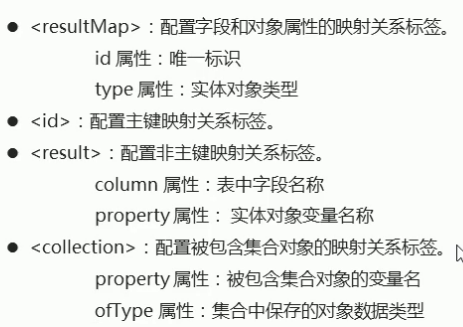 ● <resultMap>：配置字段和对象属性的映射关系标签。
id 属性：唯一标识
type 属性：实体对象类型
● <id>：配置主键映射关系标签。
● <result>：配置非主键映射关系标签。
column 属性：表中字段名称
property 属性： 实体对象变量名称
● <collection>：配置被包含集合对象的映射关系标签。
property 属性：被包含集合对象的变量名
ofType 属性：集合中保存的对象数据类型